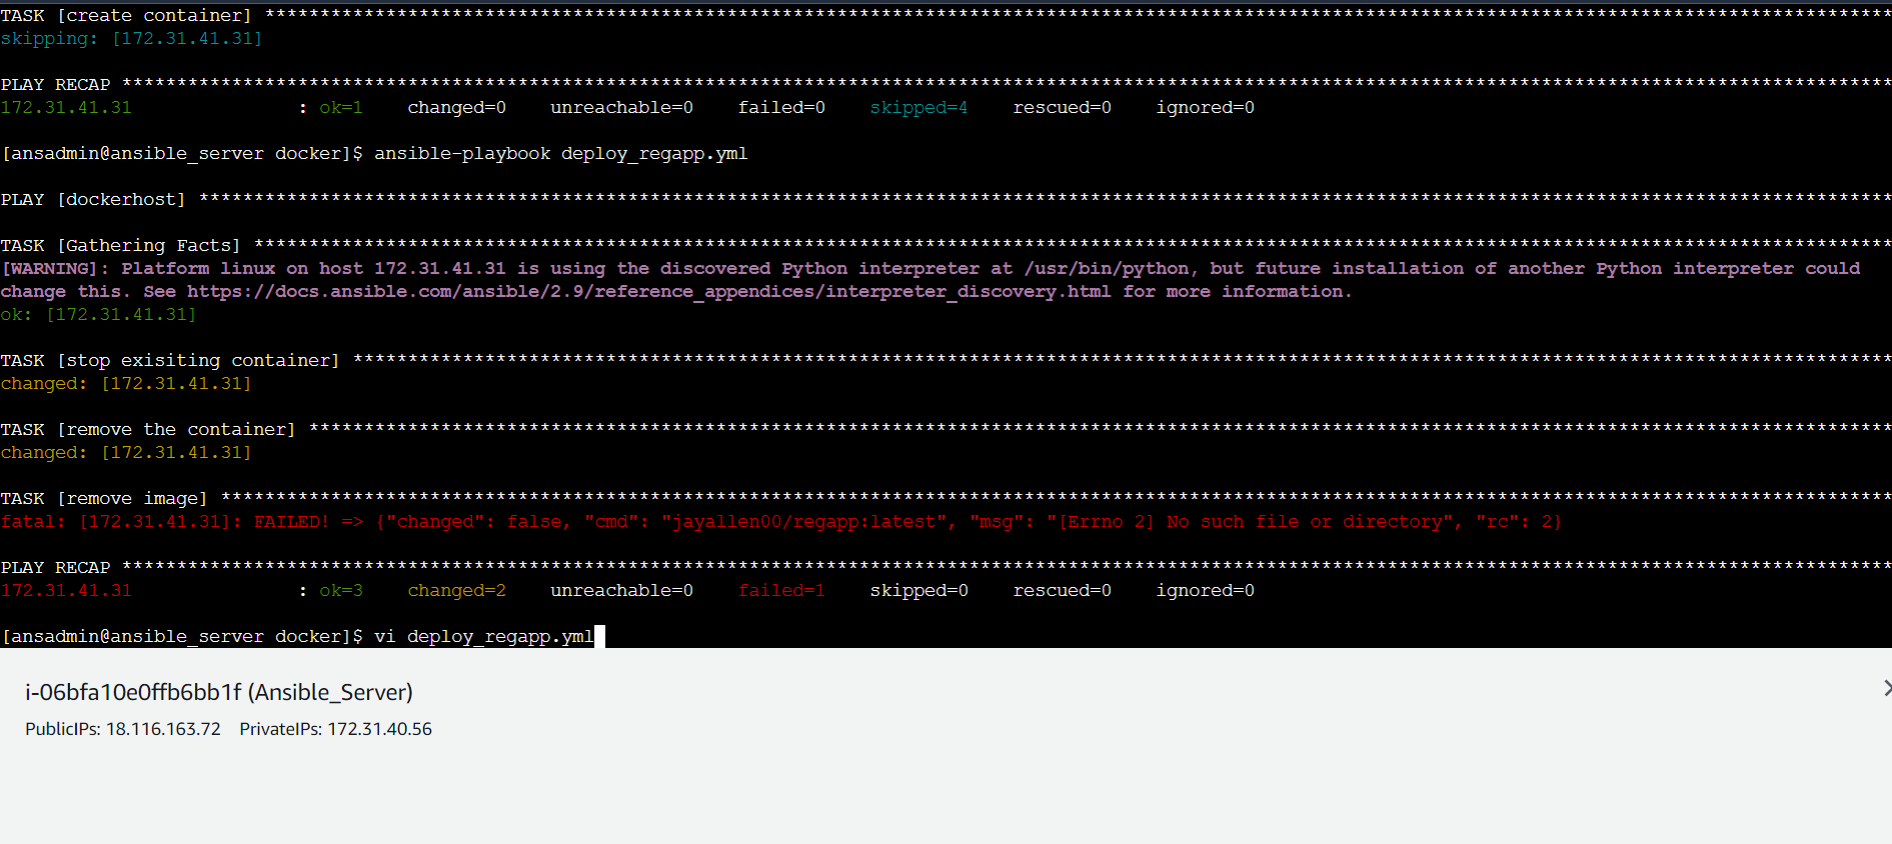 TASK [create container] ****************************************************************************************************************************************************
skipping: [172.31.41.31]
PLAY RECAP *****************************************************************************************************************************************************************
172.31.41.31               : ok=1    changed=0    unreachable=0    failed=0    skipped=4    rescued=0    ignored=0
[ansadmin@ansible_server docker]$ ansible-playbook deploy_regapp.yml
PLAY [dockerhost] **********************************************************************************************************************************************************
TASK [Gathering Facts] *****************************************************************************************************************************************************
[WARNING]: Platform linux on host 172.31.41.31 is using the discovered Python interpreter at /usr/bin/python, but future installation of another Python interpreter could
change this. See https://docs.ansible.com/ansible/2.9/reference_appendices/interpreter_discovery.html for more information.
ok: [172.31.41.31]
TASK [stop exisiting container] ********************************************************************************************************************************************
changed: [172.31.41.31]
TASK [remove the container] ************************************************************************************************************************************************
changed: [172.31.41.31]
TASK [remove image] ********************************************************************************************************************************************************
fatal: [172.31.41.31]: FAILED! => {"changed": false, "cmd": "jayallen00/regapp:latest", "msg": "[Errno 2] No such file or directory", "rc": 2}
PLAY RECAP *****************************************************************************************************************************************************************
172.31.41.31               : ok=3    changed=2    unreachable=0    failed=1    skipped=0    rescued=0    ignored=0
[ansadmin@ansible_server docker]$ vi deploy_regapp.yml
i-06bfa10e0ffb6bb1f (Ansible_Server)
PublicIPs: 18.116.163.72    PrivateIPs: 172.31.40.56